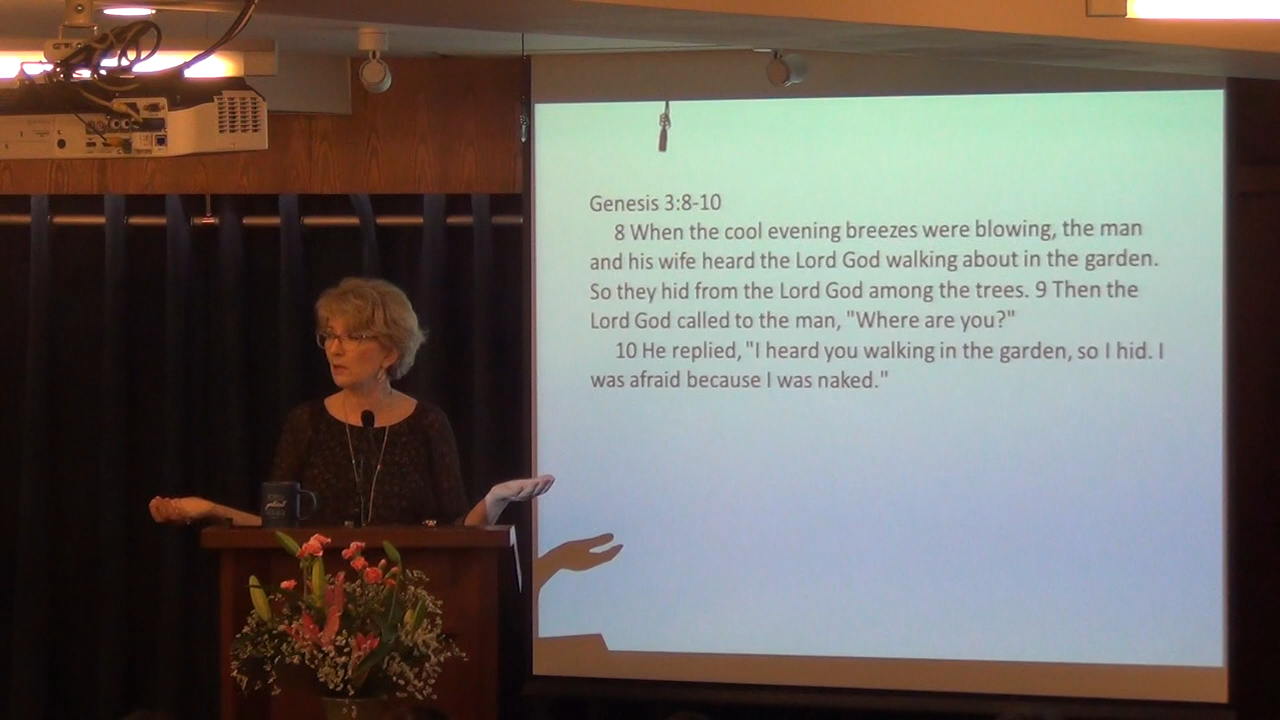 Genesis 3:8-10
8 When the cool evening breezes were blowing, the man
and his wife heard the Lord God walking about in the garden.
So they hid from the Lord God among the trees. 9 Then the
Lord God called to the man, "Where are you?"
10 He replied, "I heard you walking in the garden, so I hid. I
was afraid because I was naked."